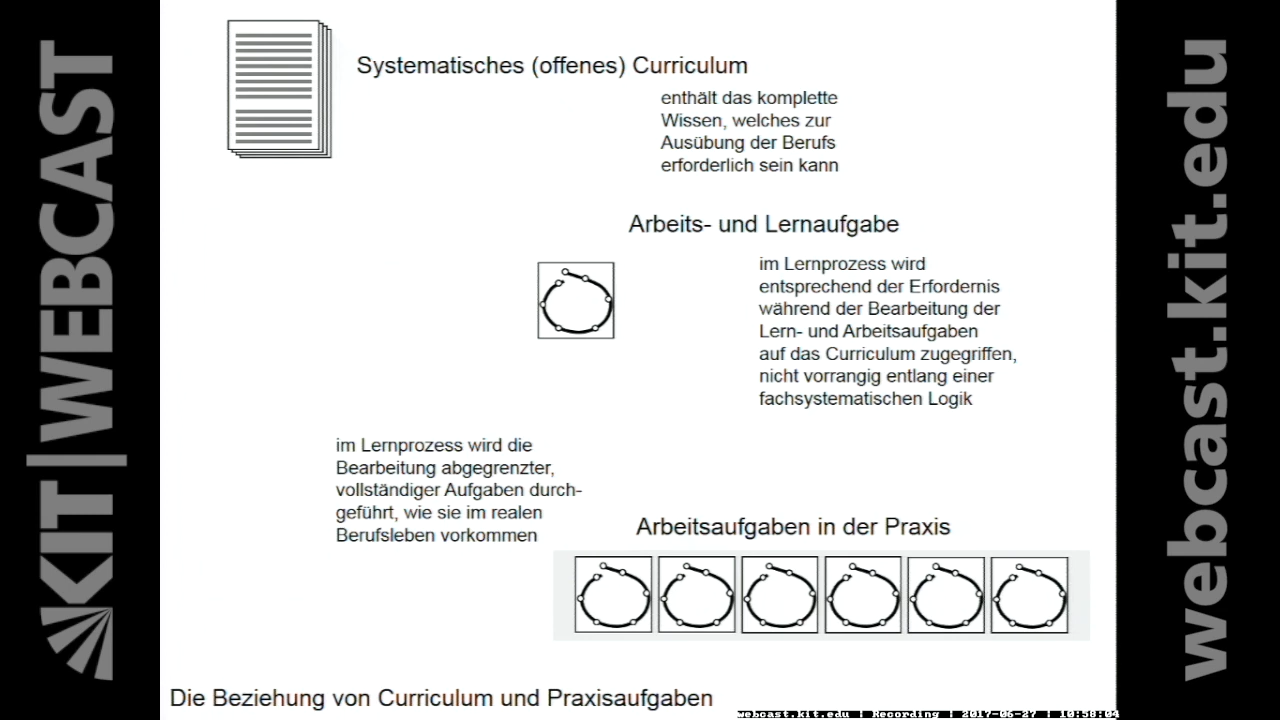 KIT|WEBCAST
Systematisches (offenes) Curriculum
enthält das komplette
Wissen, welches zur
Ausübung der Berufs
erforderlich sein kann
Arbeits- und Lernaufgabe
im Lernprozess wird
entsprechend der Erfordernis
während der Bearbeitung der
Lern- und Arbeitsaufgaben
auf das Curriculum zugegriffen,
nicht vorrangig entlang einer
fachsystematischen Logik
im Lernprozess wird die
Bearbeitung abgegrenzter,
vollständiger Aufgaben durch-
geführt, wie sie im realen
Berufsleben vorkommen
Arbeitsaufgaben in der Praxis
Die Beziehung von Curriculum und Praxisaufgaben
webcast.kit.edu | Recording | 2017-06-27 | 10:58:04
webcast.kit.edu